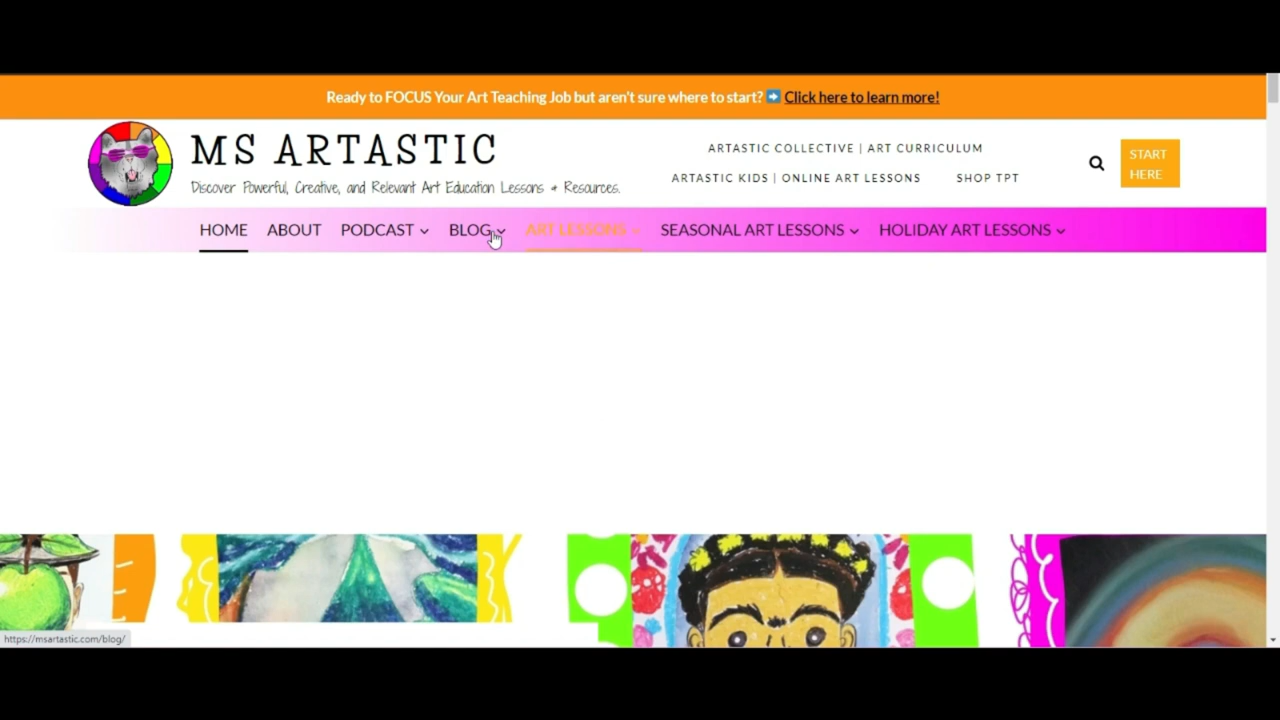 Ready to FOCUS Your Art Teaching Job but aren't sure where to start? ➡ Click here to learn more!
MS ARTASTIC
Discover Powerful, Creative, and Relevant Art Education Lessons & Resources.
ARTASTIC COLLECTIVE | ART CURRICULUM
ARTASTIC KIDS | ONLINE ART LESSONS SHOP TPT
START
HERE
HOME ABOUT PODCAST BLOG ART LESSONS SEASONAL ART LESSONS HOLIDAY ART LESSONS
https://msartastic.com/blog/